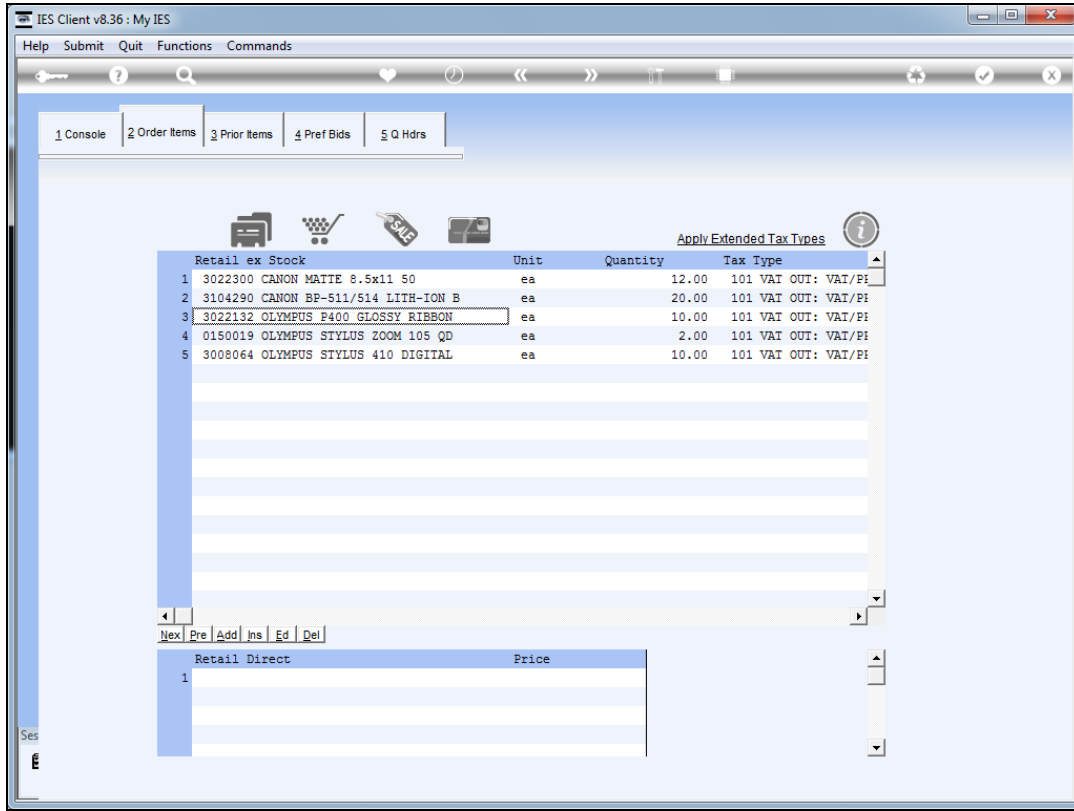 IES Client v8.36 : My IES
Help Submit Quit Functions Commands
1 Console 2 Order Items 3 Prior Items 4 Pref Bids 5 Q Hdrs
SALE
Apply Extended Tax Types
Retail ex Stock Unit Quantity Tax Type
1 3022300 CANON MATTE 8.5x11 50 ea 12.00 101 VAT OUT: VAT/PE
2 3104290 CANON BP-511/514 LITH-ION B ea 20.00 101 VAT OUT: VAT/PE
3 3022132 OLYMPUS P400 GLOSSY RIBBON ea 10.00 101 VAT OUT: VAT/PE
4 0150019 OLYMPUS STYLUS ZOOM 105 QD ea 2.00 101 VAT OUT: VAT/PE
5 3008064 OLYMPUS STYLUS 410 DIGITAL ea 10.00 101 VAT OUT: VAT/PE
Nex Pre Add Ins Ed Del
Retail Direct Price
1
Ses